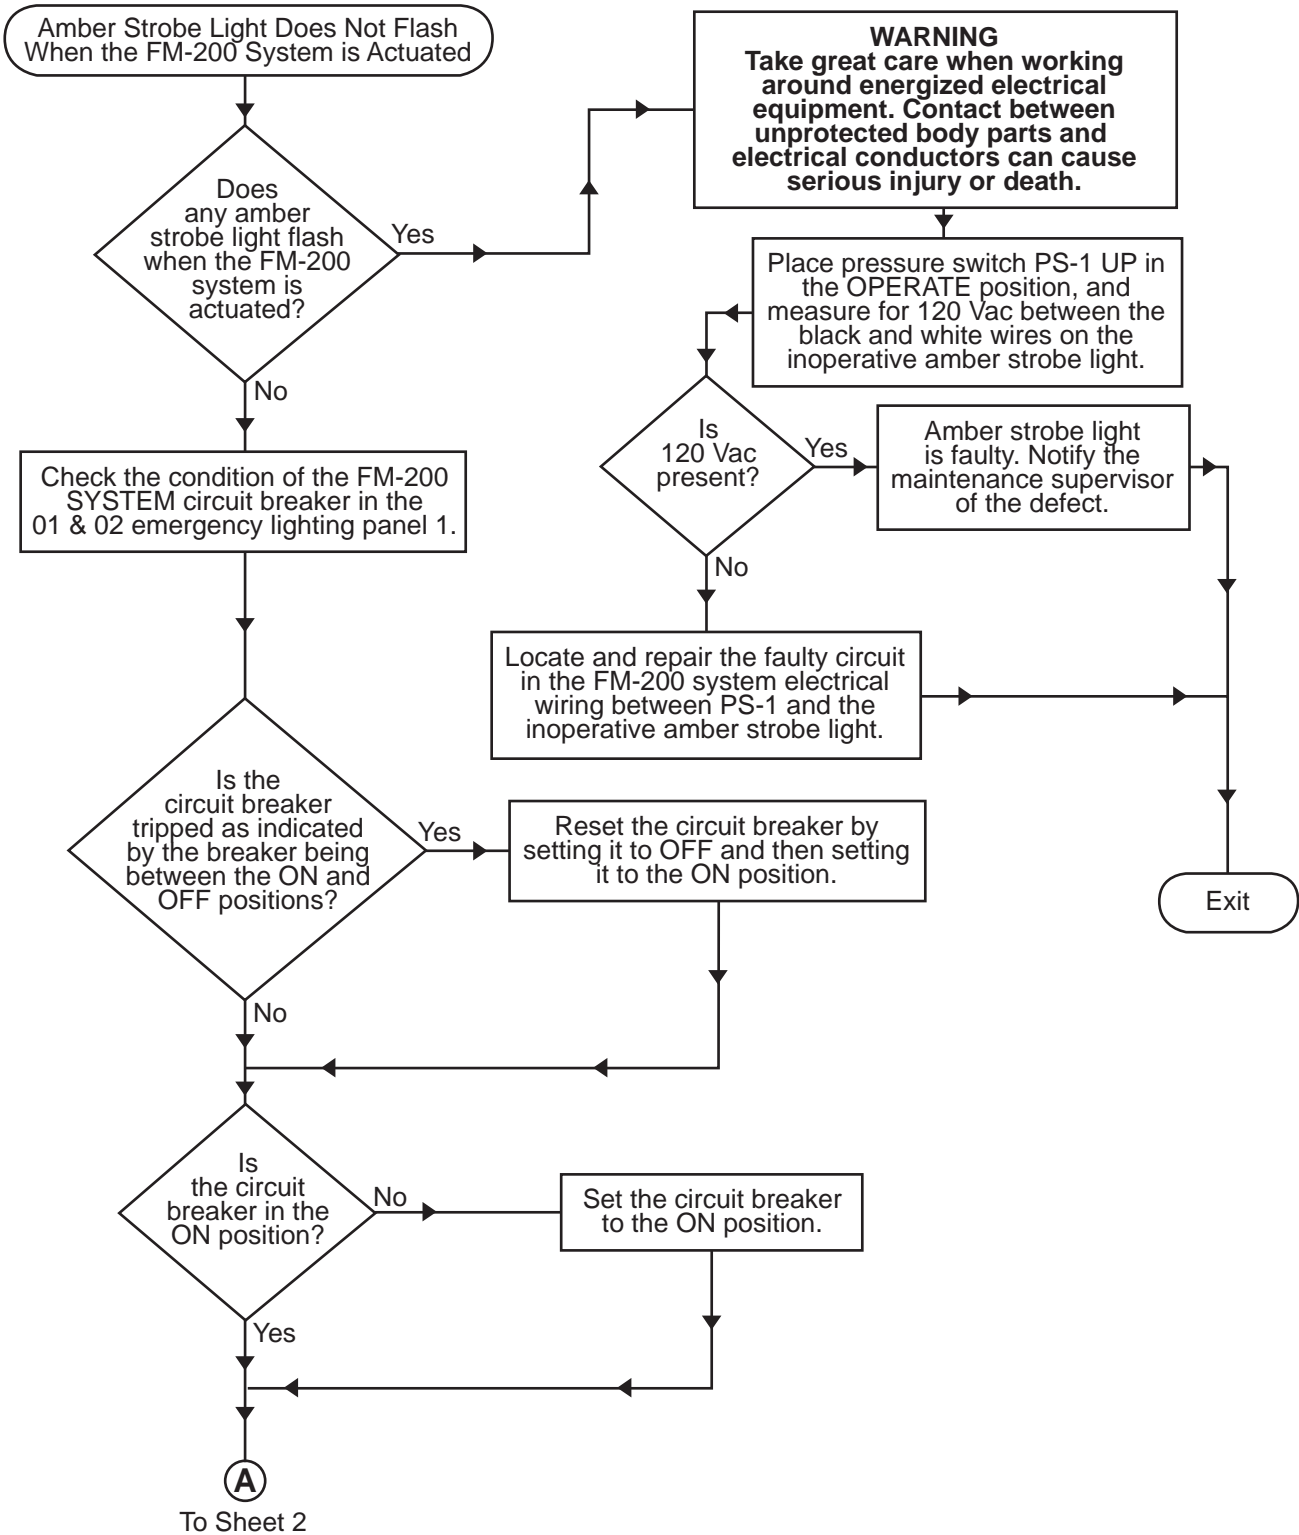 Amber Strobe Light Does Not Flash
When the FM-200 System is Actuated
Does
any amber
strobe light flash
when the FM-200
system is
actuated?
Yes
No
WARNING
Take great care when working
around energized electrical
equipment. Contact between
unprotected body parts and
electrical conductors can cause
serious injury or death.
Place pressure switch PS-1 UP in
the OPERATE position, and
measure for 120 Vac between the
black and white wires on the
inoperative amber strobe light.
Is
120 Vac
present?
Yes
No
Amber strobe light
is faulty. Notify the
maintenance supervisor
of the defect.
Locate and repair the faulty circuit
in the FM-200 system electrical
wiring between PS-1 and the
inoperative amber strobe light.
Exit
Check the condition of the FM-200
SYSTEM circuit breaker in the
01 & 02 emergency lighting panel 1.
Is the
circuit breaker
tripped as indicated
by the breaker being
between the ON and
OFF positions?
Yes
No
Reset the circuit breaker by
setting it to OFF and then setting
it to the ON position.
Is
the circuit
breaker in the
ON position?
No
Yes
Set the circuit breaker
to the ON position.
A
To Sheet 2